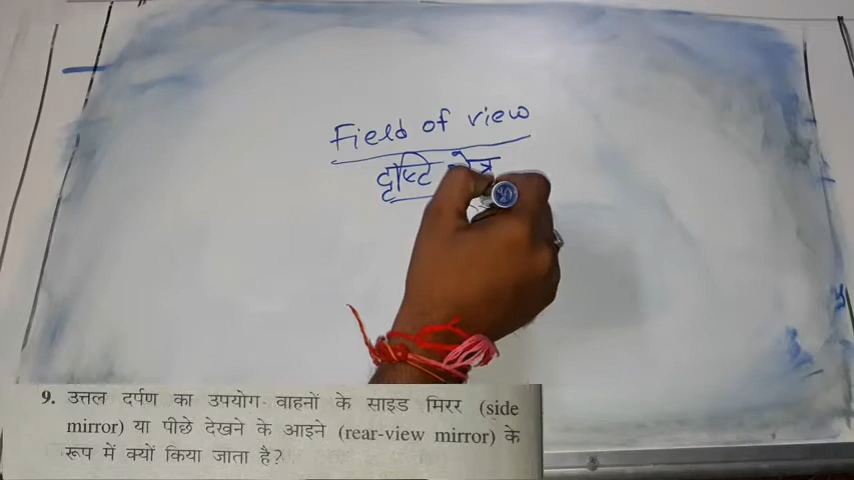 Field of view
दृष्टि
9. उत्तल दर्पण का उपयोग वाहनों के साइड मिरर (side
mirror) या पीछे देखने के आइने (rear-view mirror) के
रूप में क्यों किया जाता है?